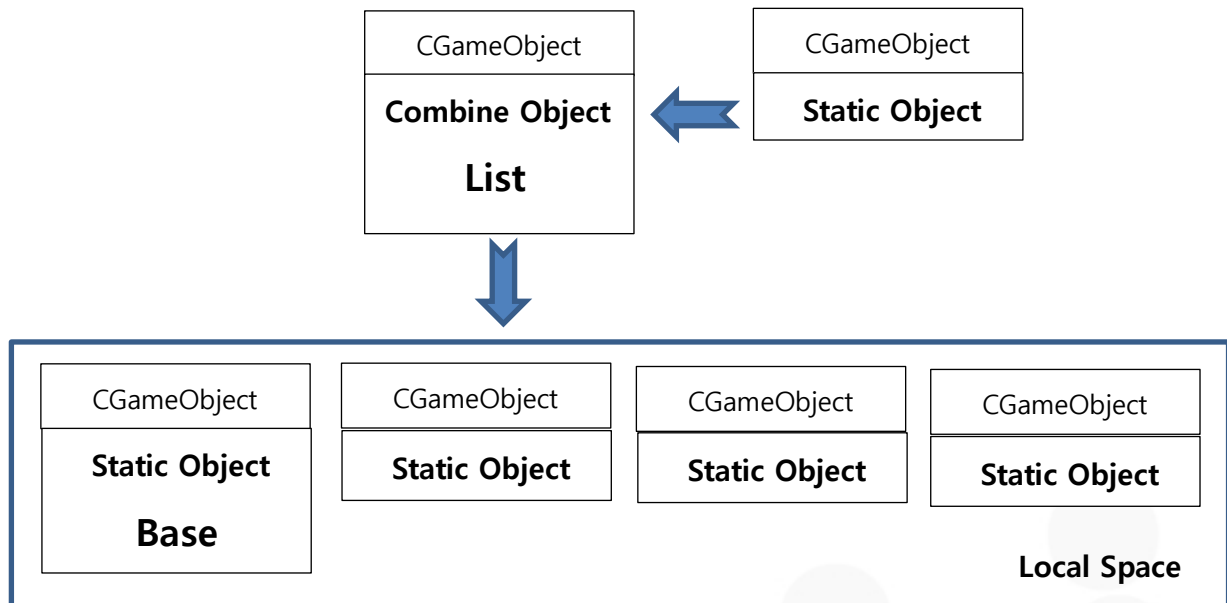 CGameObject
Combine Object
List
CGameObject
Static Object
CGameObject
Static Object
Base
CGameObject
Static Object
CGameObject
Static Object
CGameObject
Static Object
Local Space